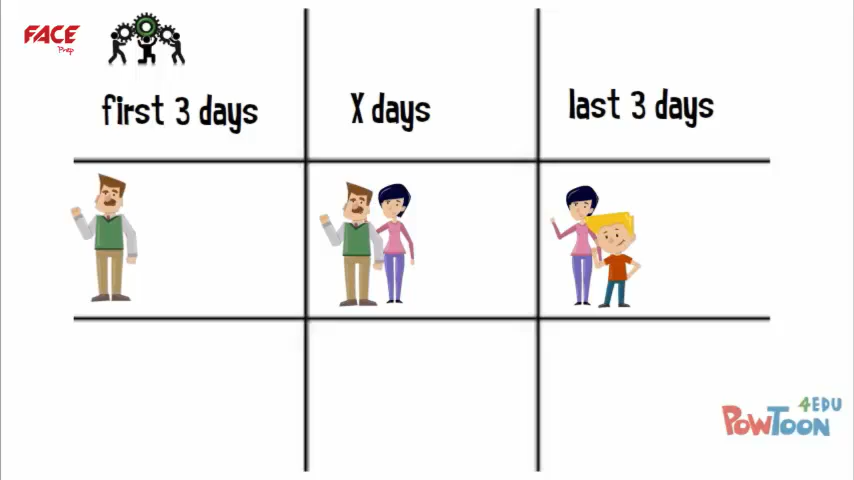 FACE
Prep
first 3 days
X days
last 3 days
4EDU
POWTOON